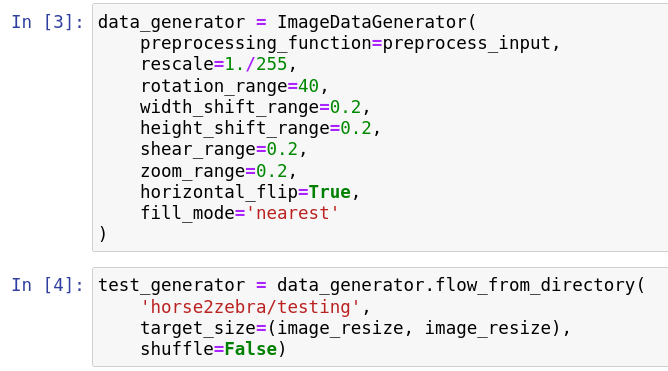 In [3]: data_generator = ImageDataGenerator(
    preprocessing_function=preprocess_input,
    rescale=1./255,
    rotation_range=40,
    width_shift_range=0.2,
    height_shift_range=0.2,
    shear_range=0.2,
    zoom_range=0.2,
    horizontal_flip=True,
    fill_mode='nearest'
)
In [4]: test_generator = data_generator.flow_from_directory(
    'horse2zebra/testing',
    target_size=(image_resize, image_resize),
    shuffle=False)